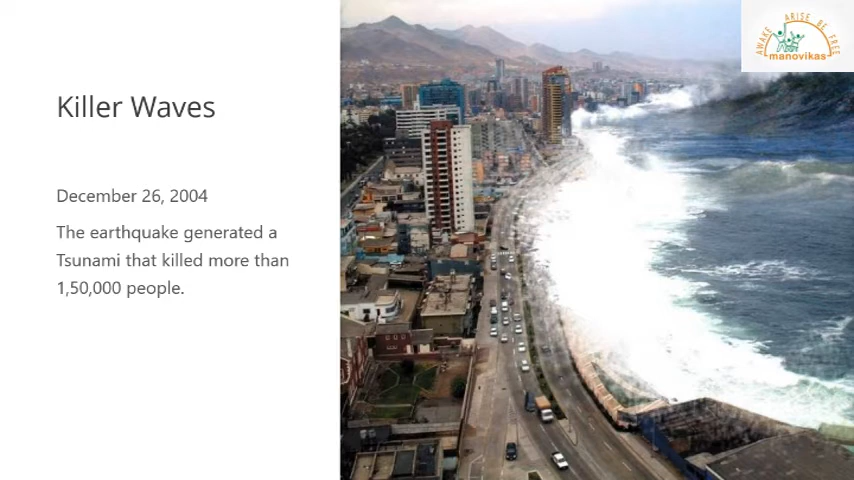 AWAKE ARISE BE FREE
manovikas
Killer Waves
December 26, 2004
The earthquake generated a
Tsunami that killed more than
1,50,000 people.